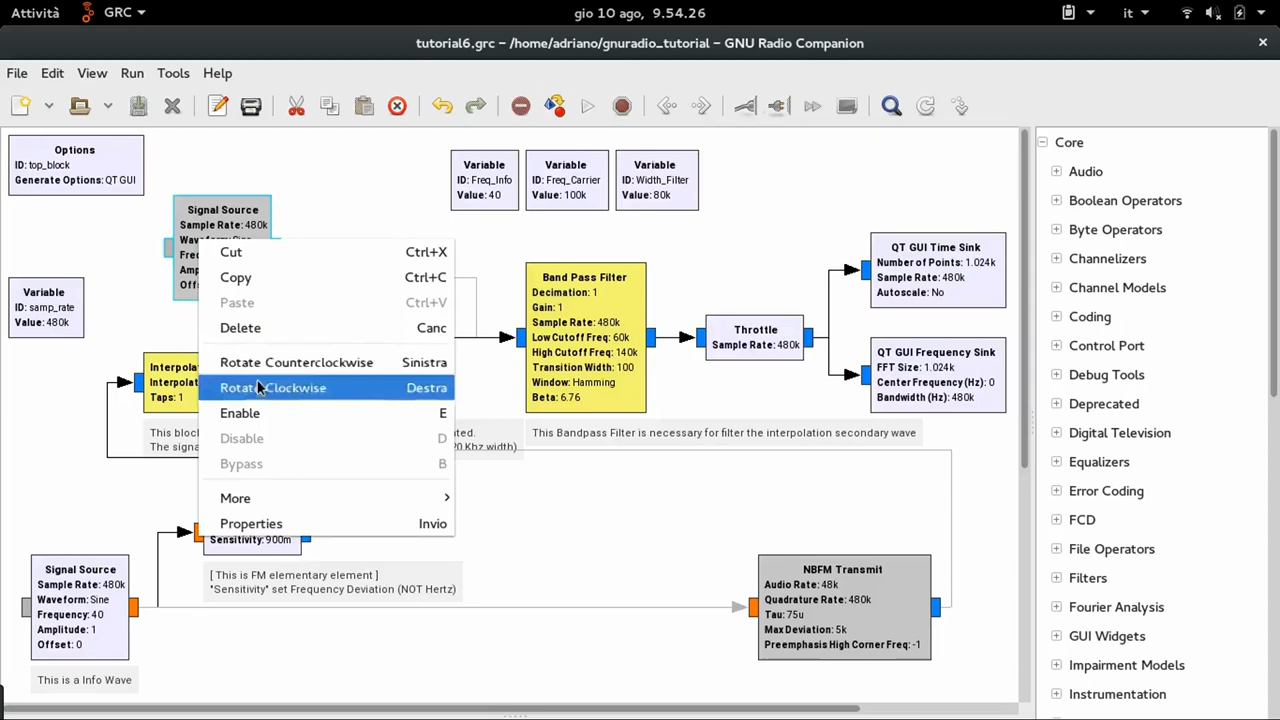 Attività GRC gio 10 ago, 9.54.26 it
tutorial6.grc – /home/adriano/gnuradio_tutorial – GNU Radio Companion
File Edit View Run Tools Help
Options
ID: top_block
Generate Options: QT GUI
Variable
ID: Freq_Info
Value: 40
Variable
ID: Freq_Carrier
Value: 100k
Variable
ID: Width_Filter
Value: 80k
Signal Source
Sample Rate: 480k
Variable
ID: samp_rate
Value: 480k
Taps: 1
Cut Ctrl+X
Copy Ctrl+C
Paste Ctrl+V
Delete Canc
Rotate Counterclockwise Sinistra
Rotate Clockwise Destra
Enable E
Disable D
Bypass B
More
Properties Invio
Band Pass Filter
Decimation: 1
Gain: 1
Sample Rate: 480k
Low Cutoff Freq: 60k
High Cutoff Freq: 140k
Transition Width: 100
Window: Hamming
Beta: 6.76
Throttle
Sample Rate: 480k
QT GUI Time Sink
Number of Points: 1.024k
Sample Rate: 480k
Autoscale: No
QT GUI Frequency Sink
FFT Size: 1.024k
Center Frequency (Hz): 0
Bandwidth (Hz): 480k
This bloc
The signa
ted.
20 Khz width)
This Bandpass Filter is necessary for filter the interpolation secondary wave
Sensitivity: 900m
[ This is FM elementary element ]
"Sensitivity" set Frequency Deviation (NOT Hertz)
Signal Source
Sample Rate: 480k
Waveform: Sine
Frequency: 40
Amplitude: 1
Offset: 0
This is a Info Wave
NBFM Transmit
Audio Rate: 48k
Quadrature Rate: 480k
Tau: 75u
Max Deviation: 5k
Preemphasis High Corner Freq: -1
Core
Audio
Boolean Operators
Byte Operators
Channelizers
Channel Models
Coding
Control Port
Debug Tools
Deprecated
Digital Television
Equalizers
Error Coding
FCD
File Operators
Filters
Fourier Analysis
GUI Widgets
Impairment Models
Instrumentation